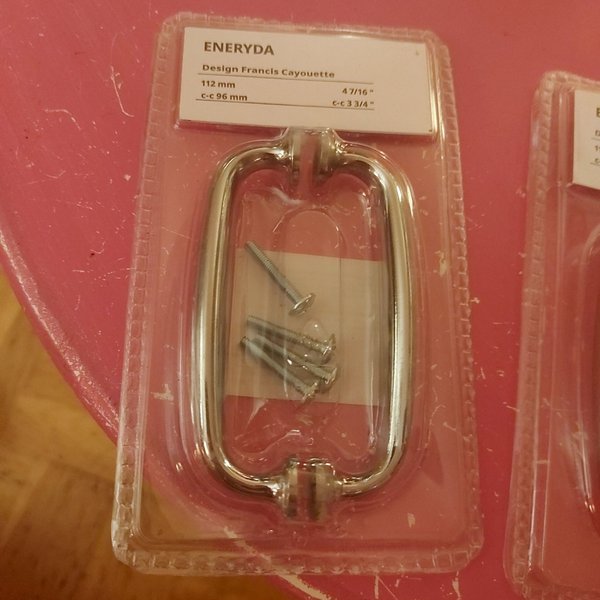 ENERYDA
Design Francis Cayouette
112 mm 4 7/16 "
c-c 96 mm c-c 3 3/4 "